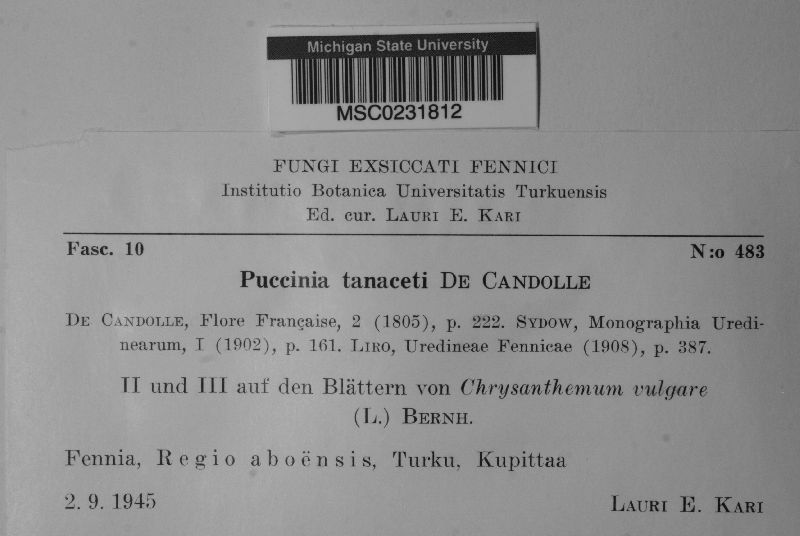 Michigan State University
MSC0231812
FUNGI EXSICCATI FENNICI
Institutio Botanica Universitatis Turkuensis
Ed. cur. LAURI E. KARI
Fasc. 10 N:o 483
Puccinia tanaceti DE CANDOLLE
DE CANDOLLE, Flore Française, 2 (1805), p. 222. SYDOW, Monographia Uredi-
nearum, I (1902), p. 161. LIRO, Uredineae Fennicae (1908), p. 387.
II und III auf den Blättern von Chrysanthemum vulgare
(L.) BERNH.
Fennia, Regio aboënsis, Turku, Kupittaa
2. 9. 1945 LAURI E. KARI